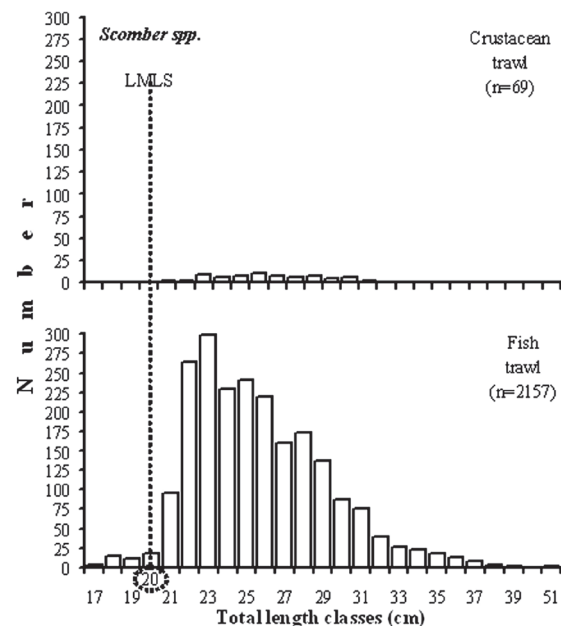 300
275
250
225
200
175
150
125
100
75
50
25
0
Scomber spp.
LMLS
Crustacean
trawl
(n=69)
Number
300
275
250
225
200
175
150
125
100
75
50
25
0
Fish
trawl
(n=2157)
17 19 20 21 23 25 27 29 31 33 35 37 39 51
Total length classes (cm)